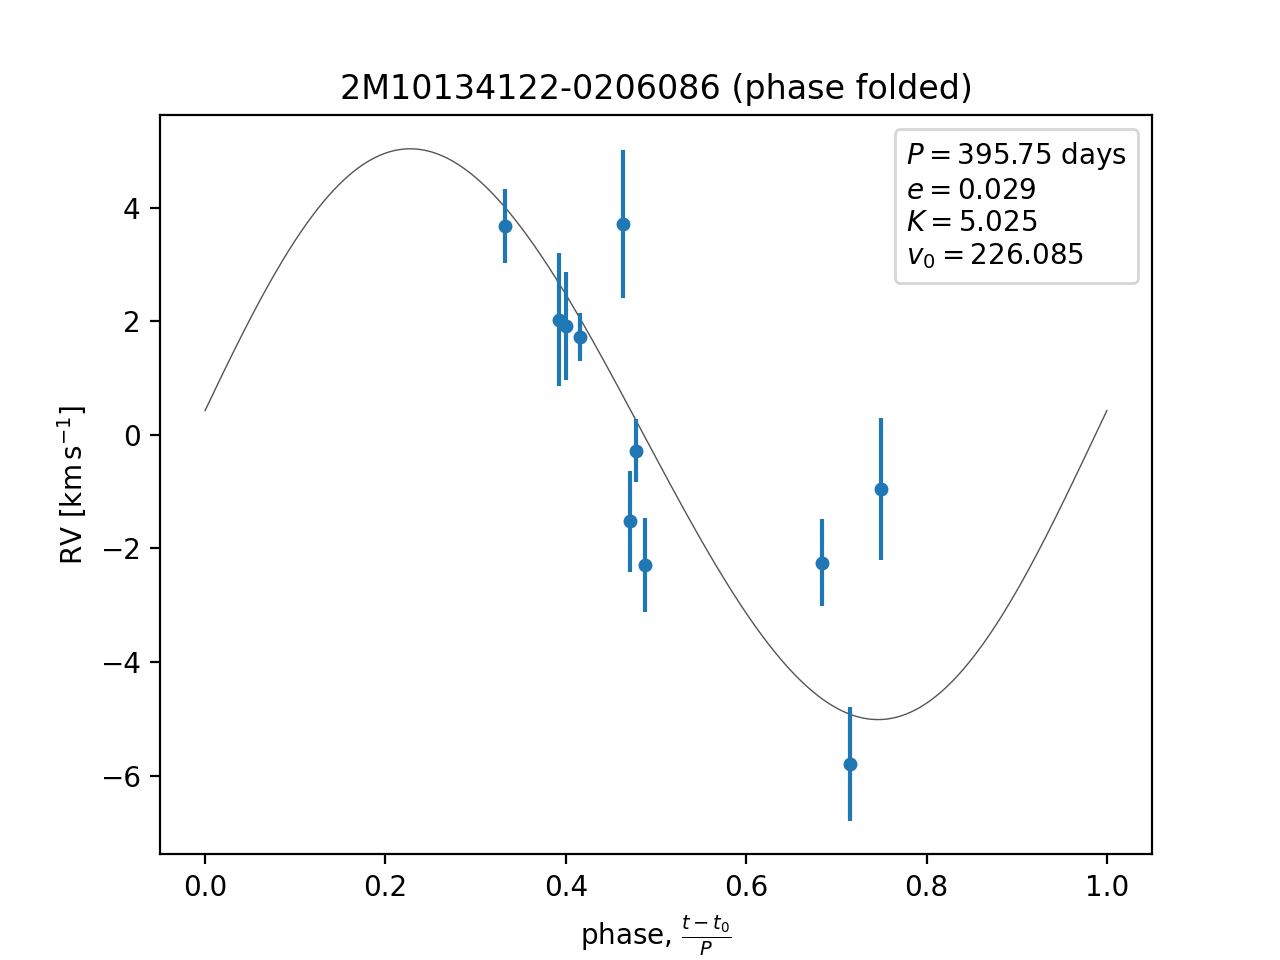 2M10134122-0206086 (phase folded)
P = 395.75 days
e = 0.029
K = 5.025
v₀ = 226.085
4
2
0
−2
−4
−6
RV [km s⁻¹]
0.0 0.2 0.4 0.6 0.8 1.0
phase, (t − t₀)/P